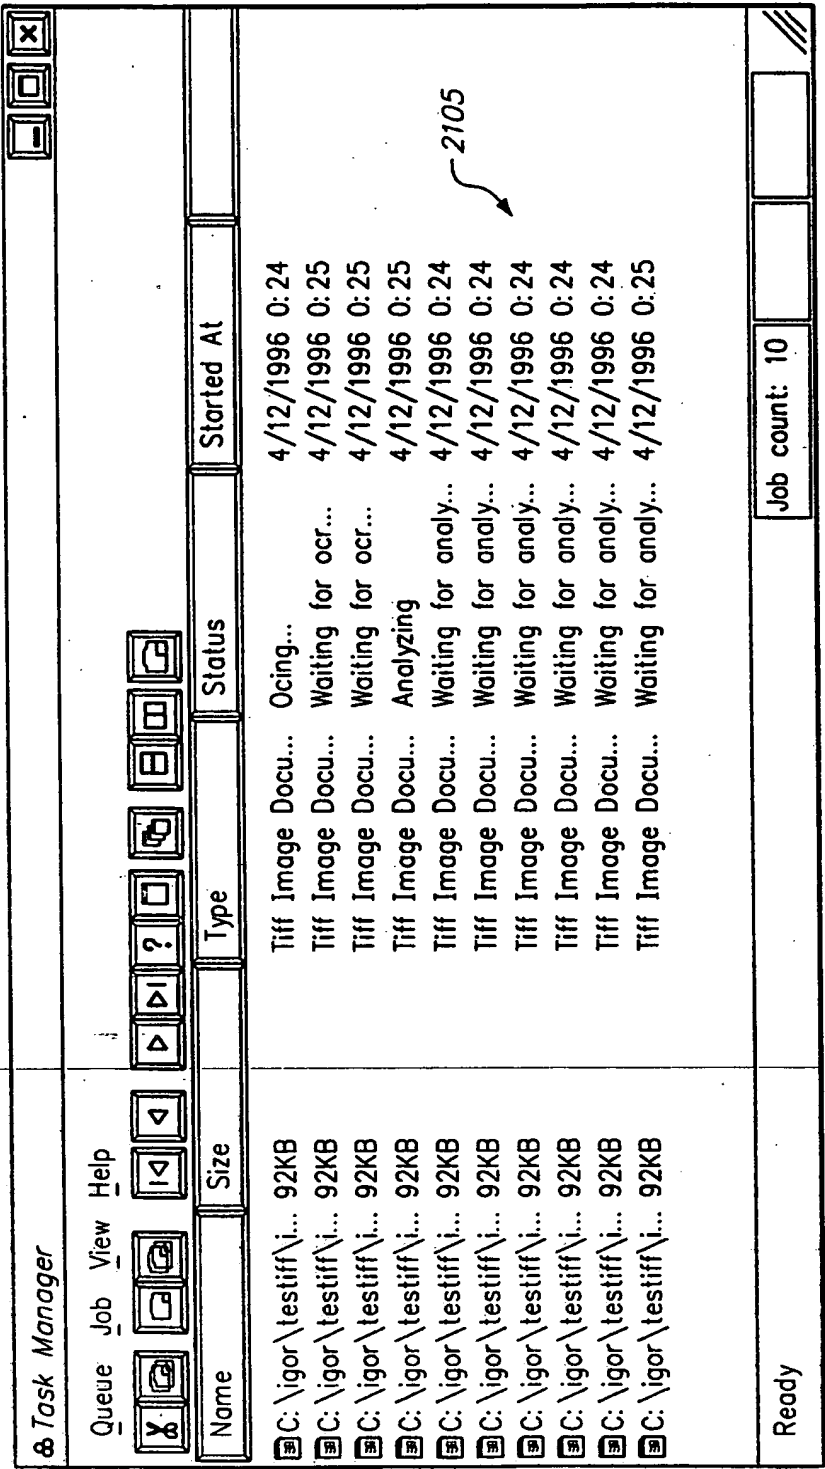 Task Manager
Queue Job View Help
Name Size Type Status Started At
C: \igor\testiff\i... 92KB Tiff Image Docu... Ocing... 4/12/1996 0:24
C: \igor\testiff\i... 92KB Tiff Image Docu... Waiting for ocr... 4/12/1996 0:25
C: \igor\testiff\i... 92KB Tiff Image Docu... Waiting for ocr... 4/12/1996 0:25
C: \igor\testiff\i... 92KB Tiff Image Docu... Analyzing 4/12/1996 0:25
C: \igor\testiff\i... 92KB Tiff Image Docu... Waiting for analy... 4/12/1996 0:24
C: \igor\testiff\i... 92KB Tiff Image Docu... Waiting for analy... 4/12/1996 0:24
C: \igor\testiff\i... 92KB Tiff Image Docu... Waiting for analy... 4/12/1996 0:24
C: \igor\testiff\i... 92KB Tiff Image Docu... Waiting for analy... 4/12/1996 0:24
C: \igor\testiff\i... 92KB Tiff Image Docu... Waiting for analy... 4/12/1996 0:24
C: \igor\testiff\i... 92KB Tiff Image Docu... Waiting for analy... 4/12/1996 0:25
2105
Ready Job count: 10